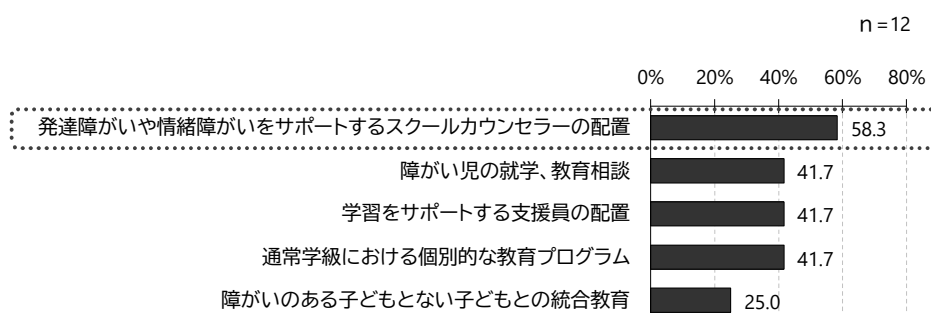 n=12
0% 20% 40% 60% 80%
発達障がいや情緒障がいをサポートするスクールカウンセラーの配置 58.3
障がい児の就学、教育相談 41.7
学習をサポートする支援員の配置 41.7
通常学級における個別的な教育プログラム 41.7
障がいのある子どもとない子どもとの統合教育 25.0